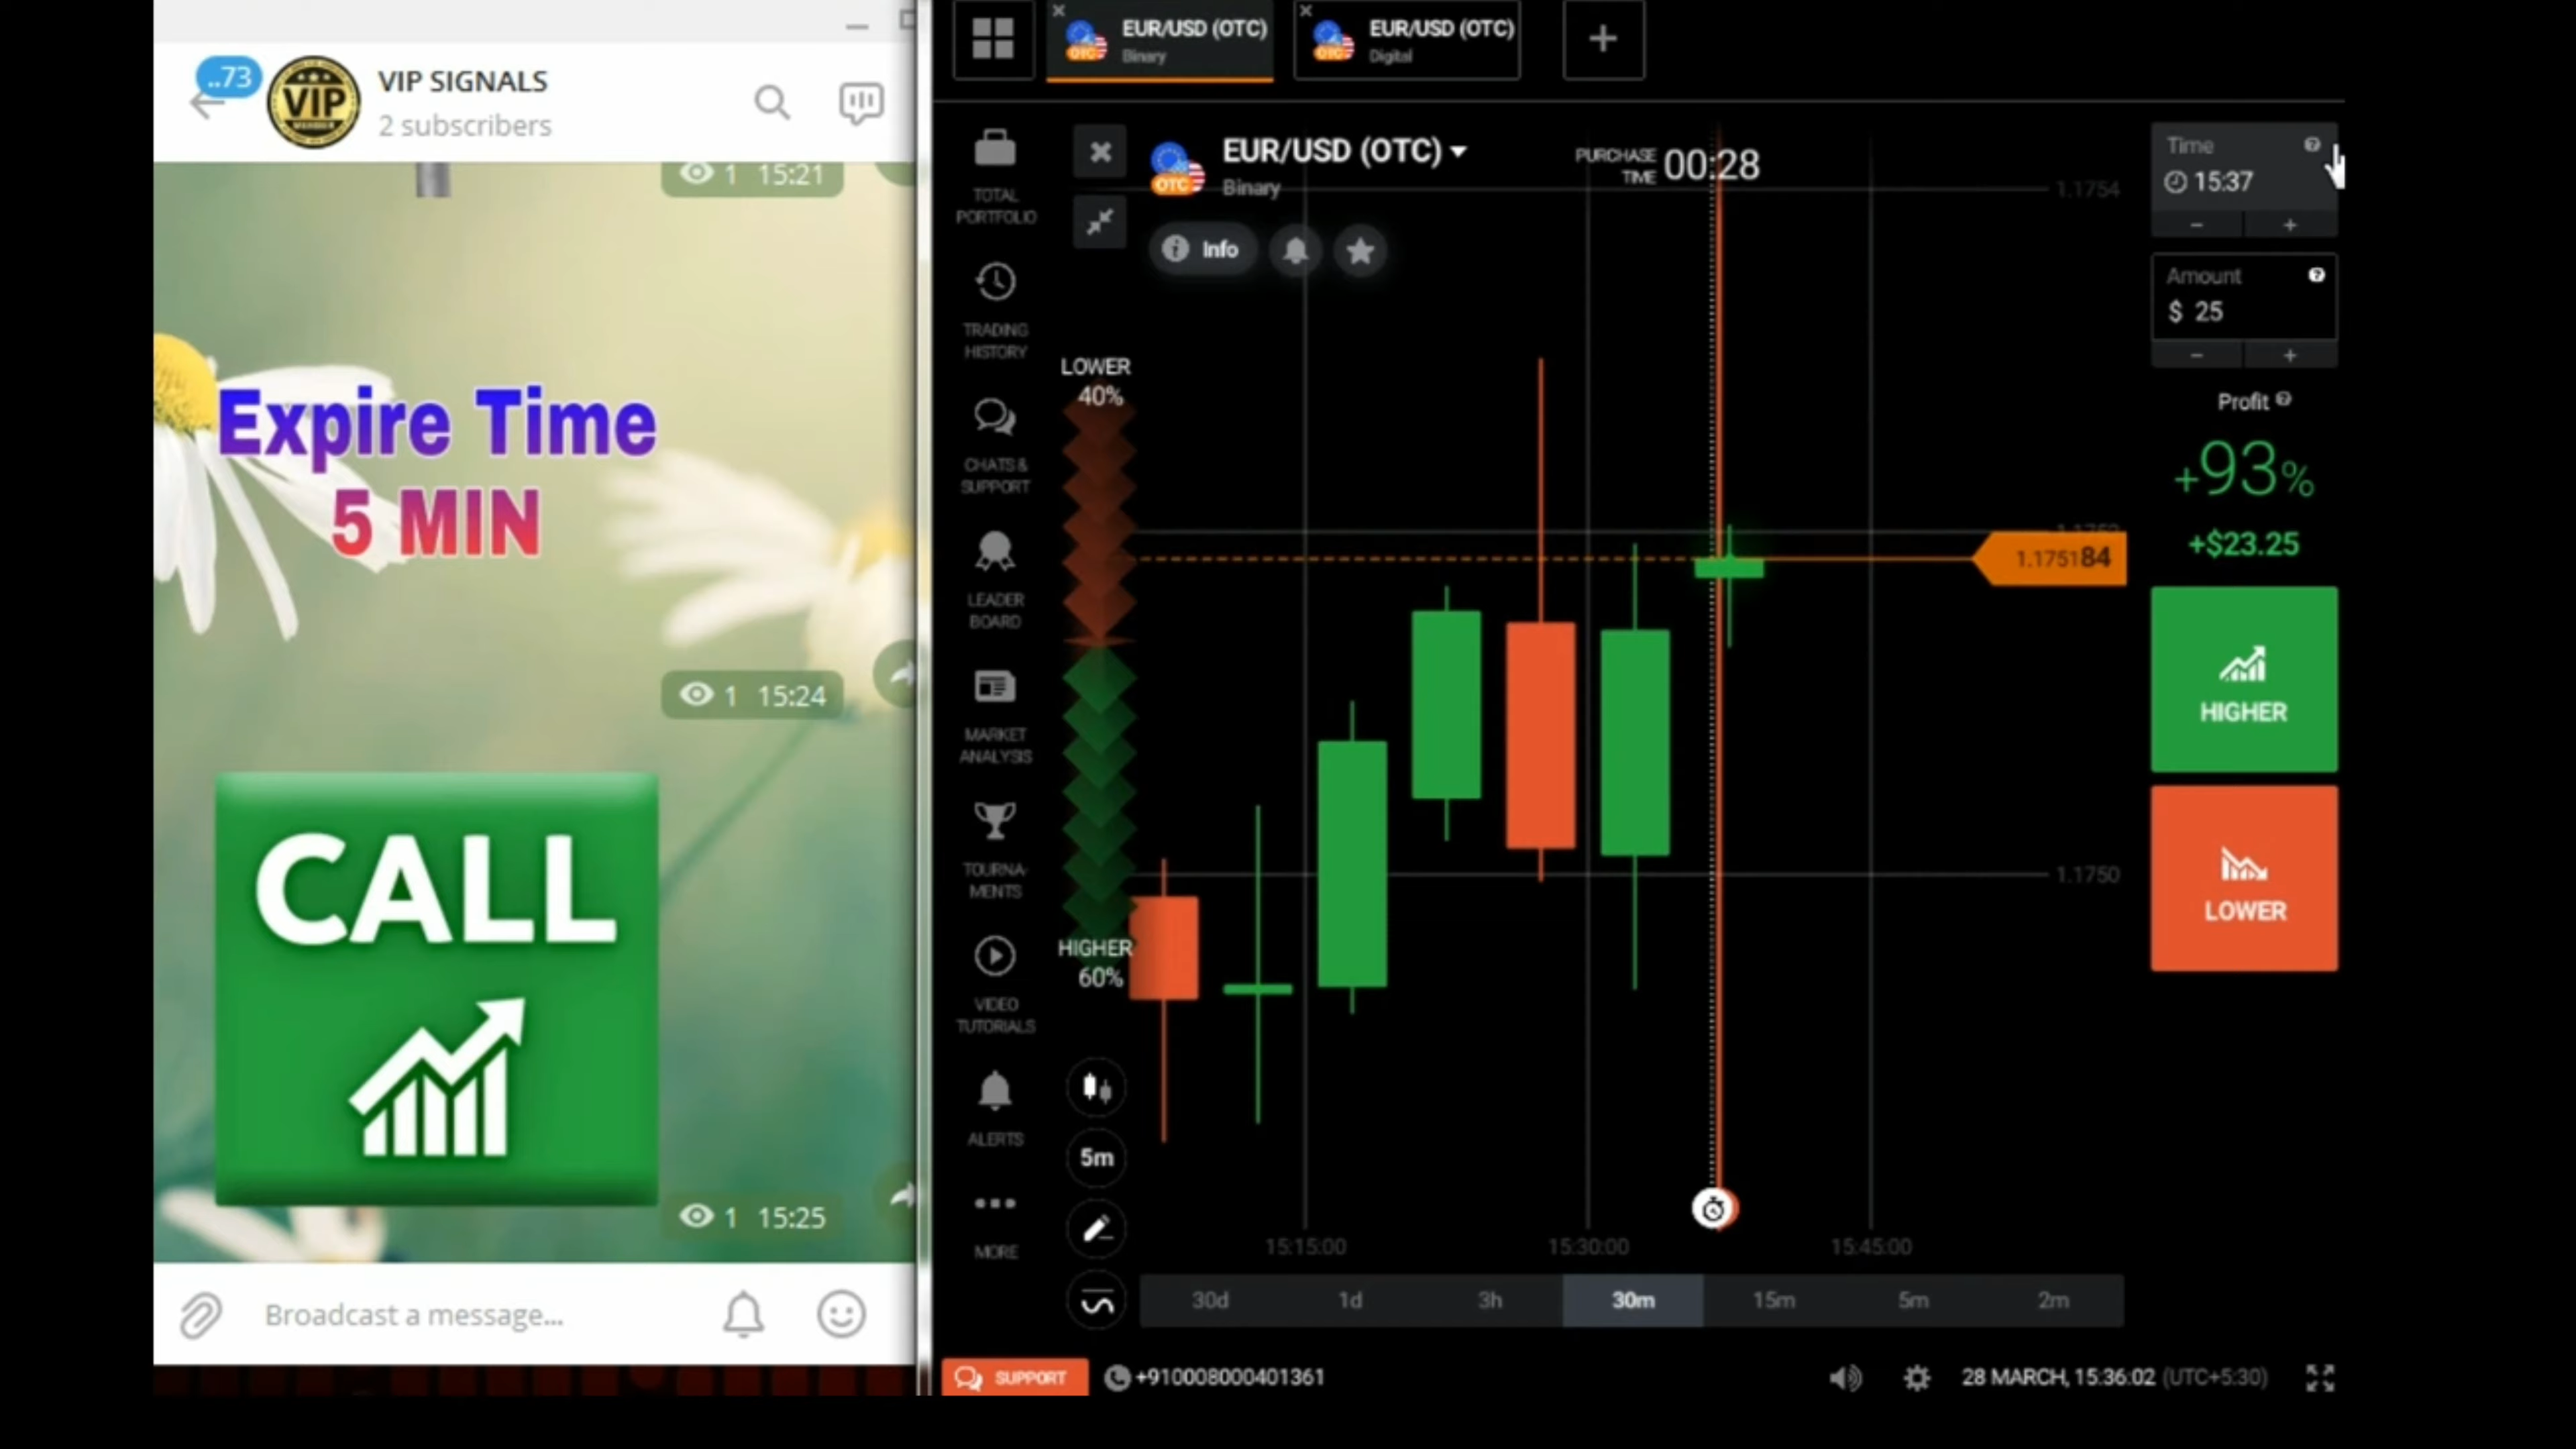 ..73
VIP
VIP SIGNALS
2 subscribers
1 15:21
Expire Time
5 MIN
1 15:24
CALL
1 15:25
Broadcast a message...
EUR/USD (OTC)
OTC
Binary
EUR/USD (OTC)
OTC
Digital
TOTAL
PORTFOLIO
TRADING
HISTORY
CHATS &
SUPPORT
LEADER
BOARD
MARKET
ANALYSIS
TOURNA-
MENTS
VIDEO
TUTORIALS
ALERTS
MORE
EUR/USD (OTC)
OTC
Binary
Info
PURCHASE
TIME 00:28
LOWER
40%
HIGHER
60%
5m
1.1754
1.1752
1.175184
1.1750
15:15:00 15:30:00 15:45:00
30d 1d 3h 30m 15m 5m 2m
Time
15:37
- +
Amount
$ 25
- +
Profit
+93%
+$23.25
HIGHER
LOWER
SUPPORT
+910008000401361
28 MARCH, 15:36:02 (UTC+5:30)